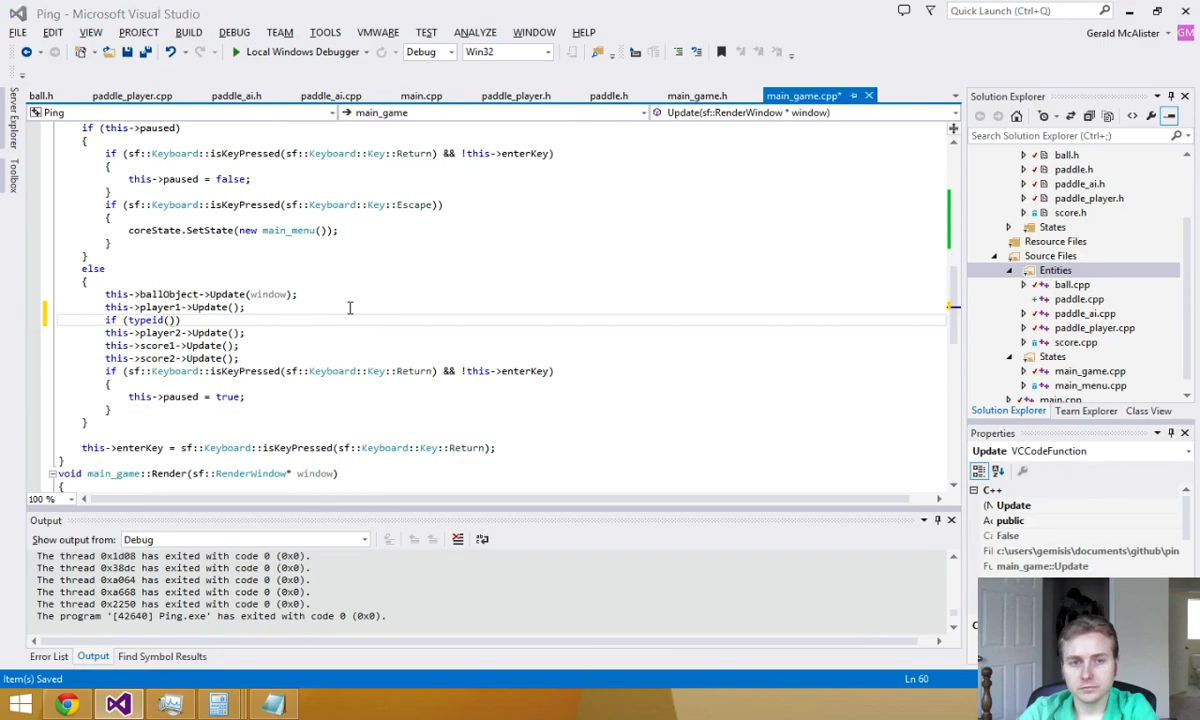 Ping - Microsoft Visual Studio
Quick Launch (Ctrl+;)
FILE EDIT VIEW PROJECT BUILD DEBUG TEAM TOOLS VMWARE TEST ANALYZE WINDOW HELP
Gerald McAlister GM
Local Windows Debugger Debug Win32
Server Explorer
Toolbox
ball.h paddle_player.cpp paddle_ai.h paddle_ai.cpp main.cpp paddle_player.h paddle.h main_game.h main_game.cpp*
Ping main_game Update(sf::RenderWindow * window)
if (this->paused)
{
if (sf::Keyboard::isKeyPressed(sf::Keyboard::Key::Return) && !this->enterKey)
{
this->paused = false;
}
if (sf::Keyboard::isKeyPressed(sf::Keyboard::Key::Escape))
{
coreState.SetState(new main_menu());
}
}
else
{
this->ballObject->Update(window);
this->player1->Update();
if (typeid())
this->player2->Update();
this->score1->Update();
this->score2->Update();
if (sf::Keyboard::isKeyPressed(sf::Keyboard::Key::Return) && !this->enterKey)
{
this->paused = true;
}
}
this->enterKey = sf::Keyboard::isKeyPressed(sf::Keyboard::Key::Return);
}
void main_game::Render(sf::RenderWindow* window)
{
100 %
Output
Show output from: Debug
The thread 0x1d08 has exited with code 0 (0x0).
The thread 0x38dc has exited with code 0 (0x0).
The thread 0xa064 has exited with code 0 (0x0).
The thread 0xa668 has exited with code 0 (0x0).
The thread 0x2250 has exited with code 0 (0x0).
The program '[42640] Ping.exe' has exited with code 0 (0x0).
Error List Output Find Symbol Results
Item(s) Saved
Ln 60
Solution Explorer
Search Solution Explorer (Ctrl+;)
ball.h
paddle.h
paddle_ai.h
paddle_player.h
score.h
States
Resource Files
Source Files
Entities
ball.cpp
paddle.cpp
paddle_ai.cpp
paddle_player.cpp
score.cpp
States
main_game.cpp
main_menu.cpp
main.cpp
Solution Explorer Team Explorer Class View
Properties
Update VCCodeFunction
C++
(N Update
Ac public
Ca False
Fil c:\users\gemisis\documents\github\pin
Fu main_game::Update